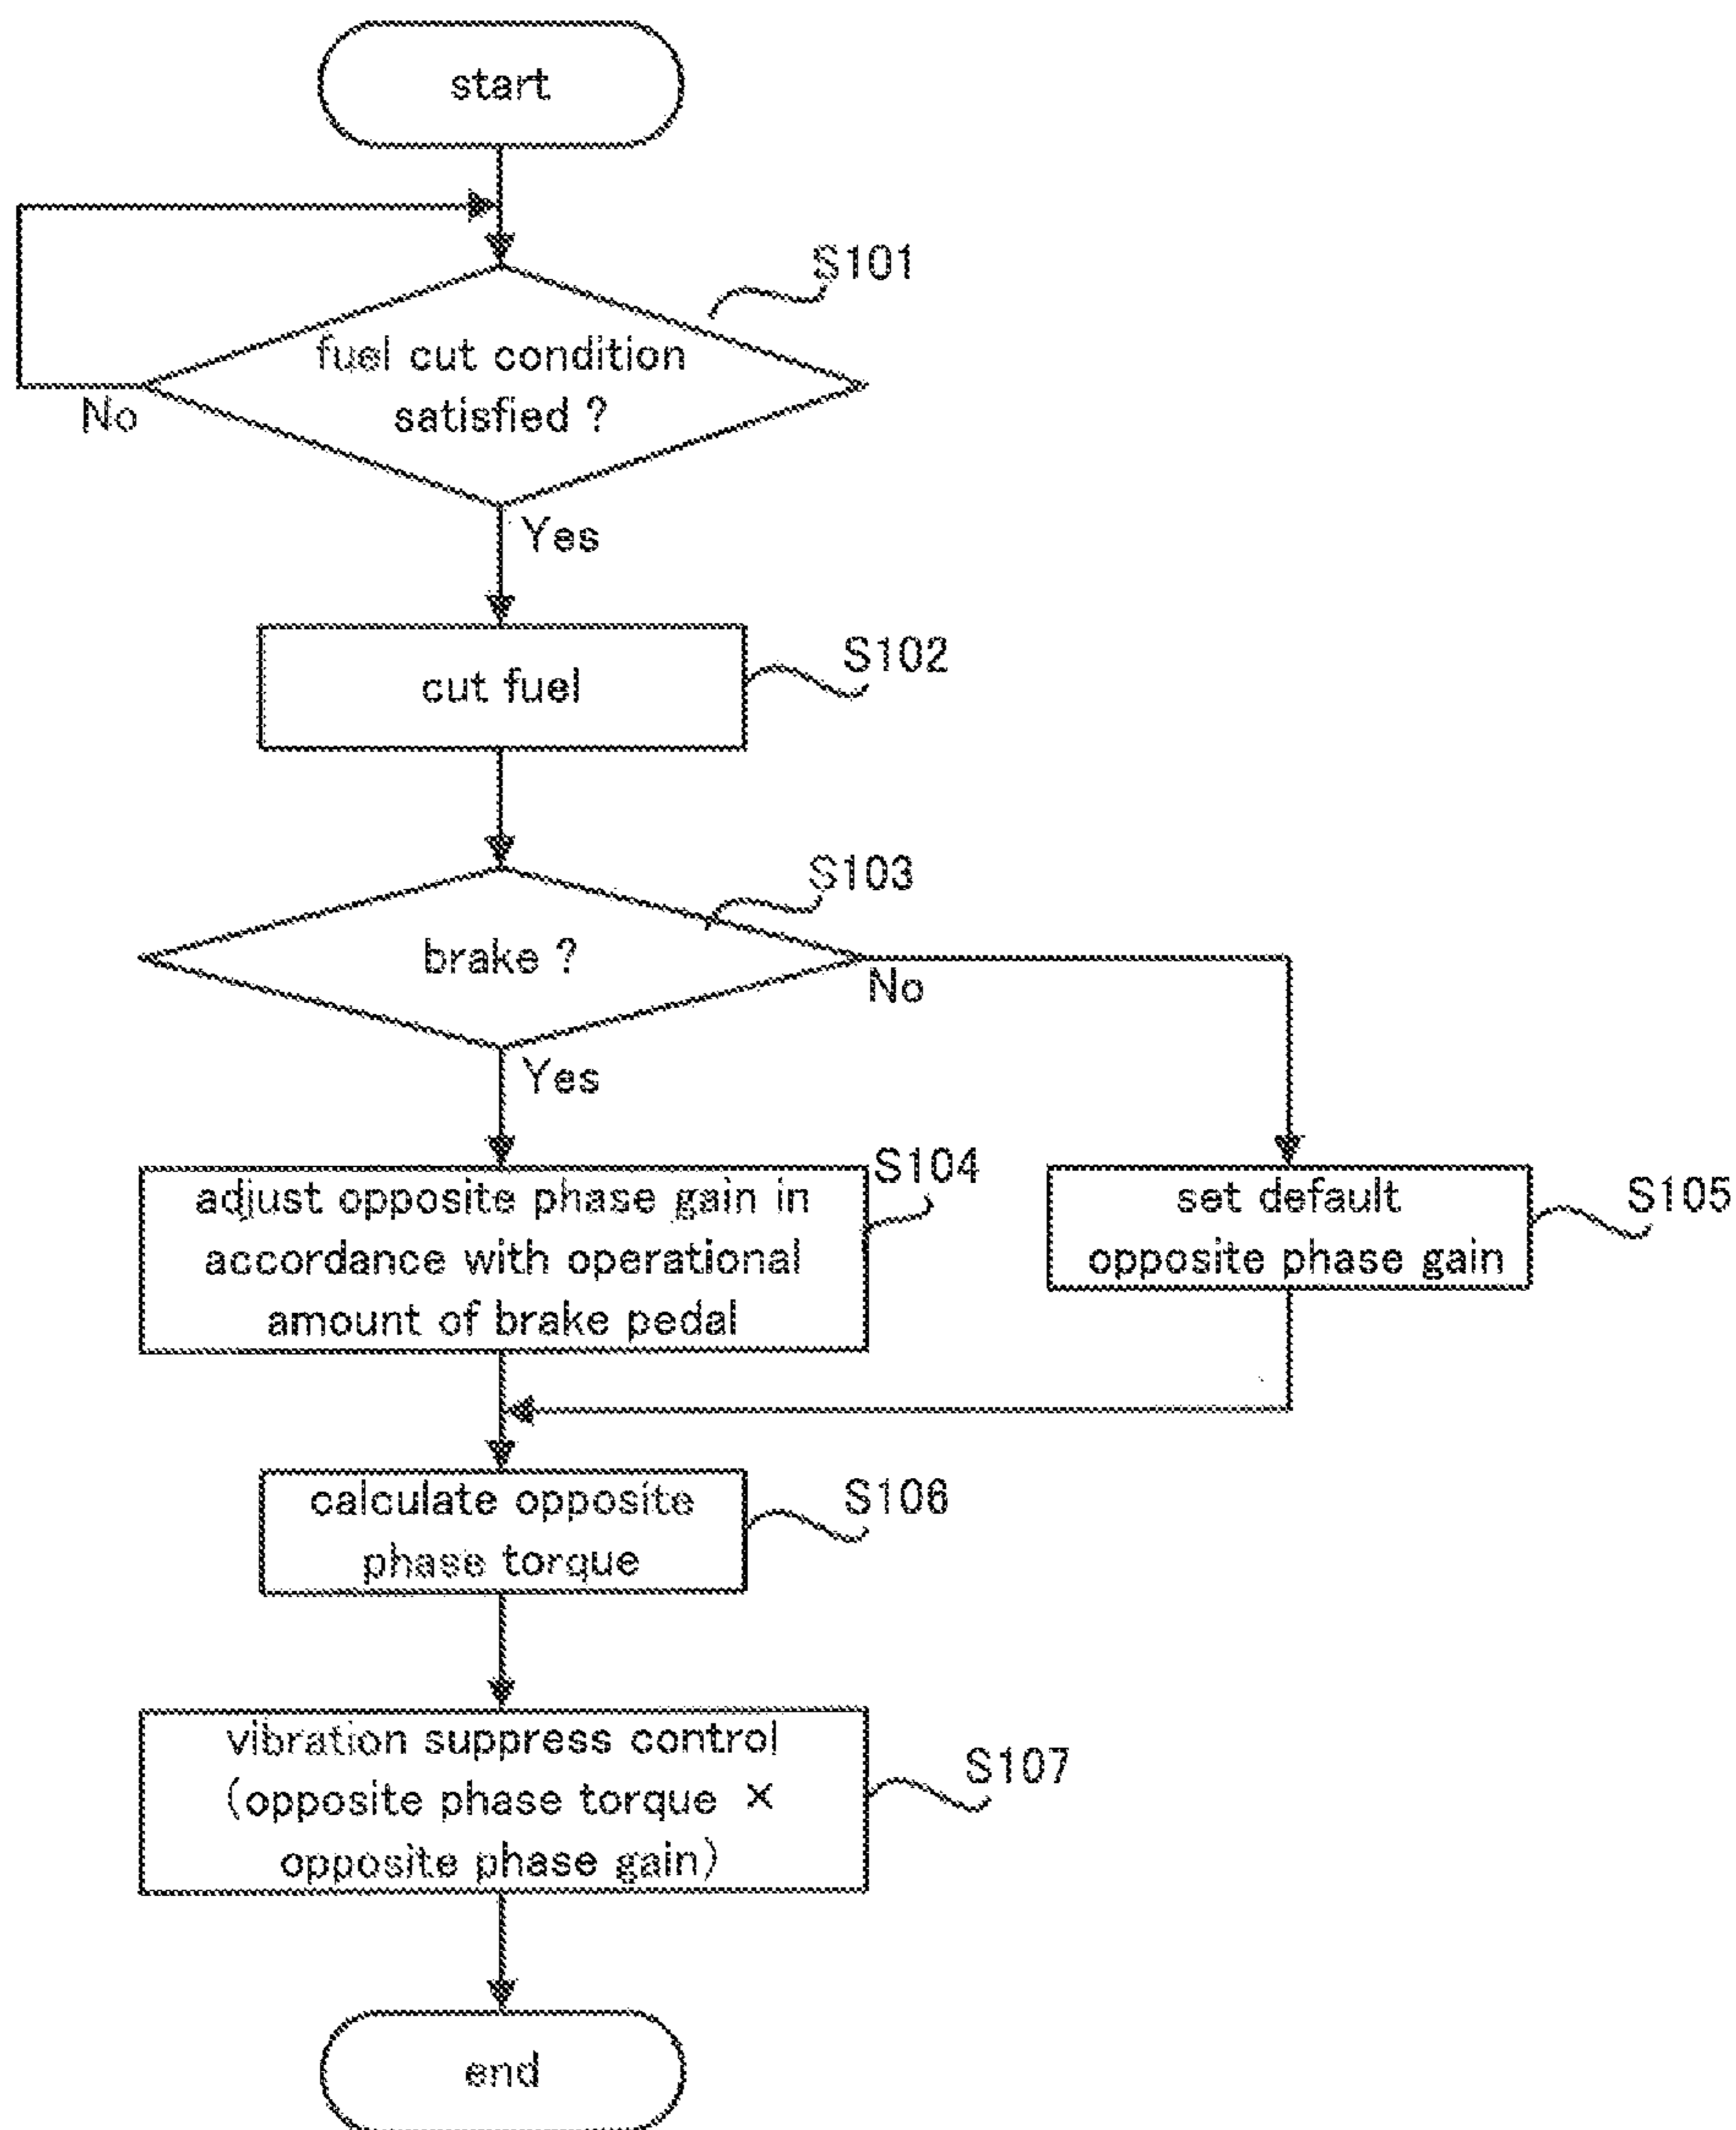 start
S101
fuel cut condition
satisfied ?
No
Yes
S102
cut fuel
S103
brake ?
No
Yes
S104
adjust opposite phase gain in
accordance with operational
amount of brake pedal
S105
set default
opposite phase gain
S106
calculate opposite
phase torque
S107
vibration suppress control
(opposite phase torque ×
opposite phase gain)
end